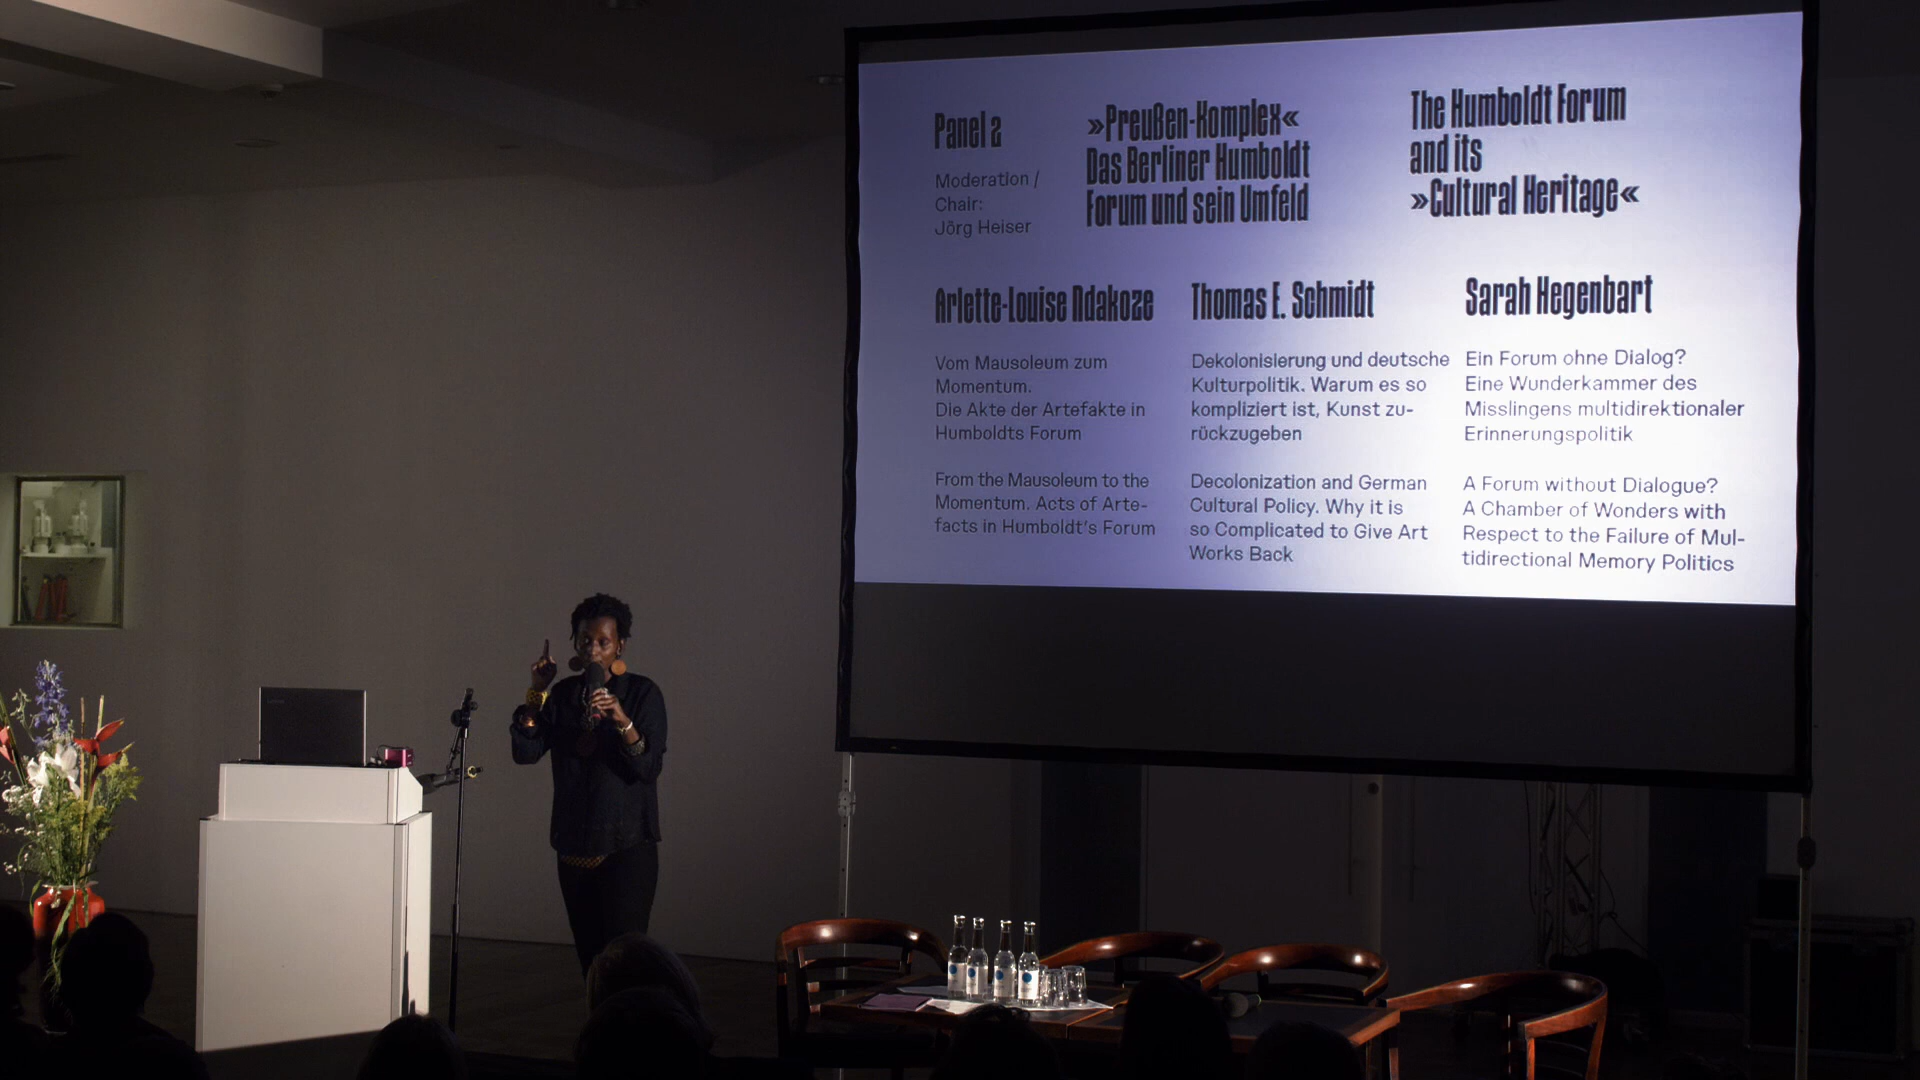 Panel 2
Moderation /
Chair:
Jörg Heiser
»Preußen-Komplex«
Das Berliner Humboldt
Forum und sein Umfeld
The Humboldt Forum
and its
»Cultural Heritage«
Arlette-Louise Ndakoze
Vom Mausoleum zum
Momentum.
Die Akte der Artefakte in
Humboldts Forum
From the Mausoleum to the
Momentum. Acts of Arte-
facts in Humboldt's Forum
Thomas E. Schmidt
Dekolonisierung und deutsche
Kulturpolitik. Warum es so
kompliziert ist, Kunst zu-
rückzugeben
Decolonization and German
Cultural Policy. Why it is
so Complicated to Give Art
Works Back
Sarah Hegenbart
Ein Forum ohne Dialog?
Eine Wunderkammer des
Misslingens multidirektionaler
Erinnerungspolitik
A Forum without Dialogue?
A Chamber of Wonders with
Respect to the Failure of Mul-
tidirectional Memory Politics